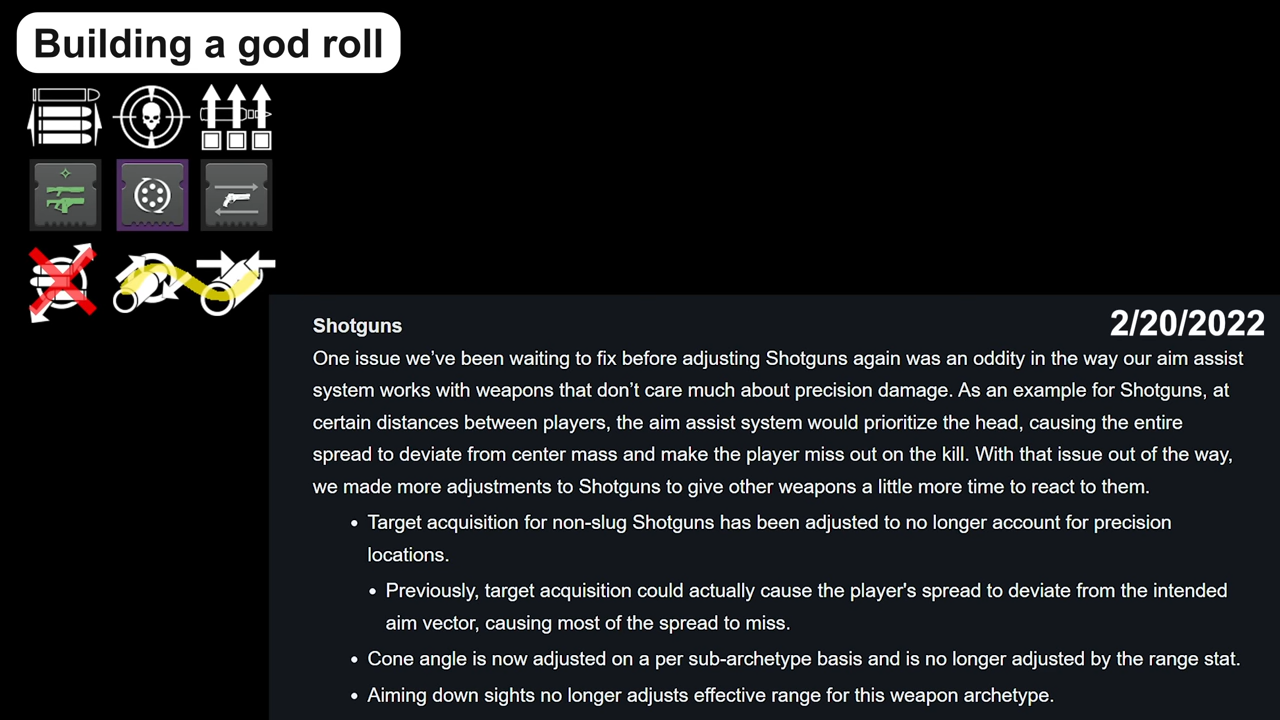 Building a god roll
2/20/2022
Shotguns
One issue we’ve been waiting to fix before adjusting Shotguns again was an oddity in the way our aim assist
system works with weapons that don’t care much about precision damage. As an example for Shotguns, at
certain distances between players, the aim assist system would prioritize the head, causing the entire
spread to deviate from center mass and make the player miss out on the kill. With that issue out of the way,
we made more adjustments to Shotguns to give other weapons a little more time to react to them.
• Target acquisition for non-slug Shotguns has been adjusted to no longer account for precision
locations.
• Previously, target acquisition could actually cause the player's spread to deviate from the intended
aim vector, causing most of the spread to miss.
• Cone angle is now adjusted on a per sub-archetype basis and is no longer adjusted by the range stat.
• Aiming down sights no longer adjusts effective range for this weapon archetype.